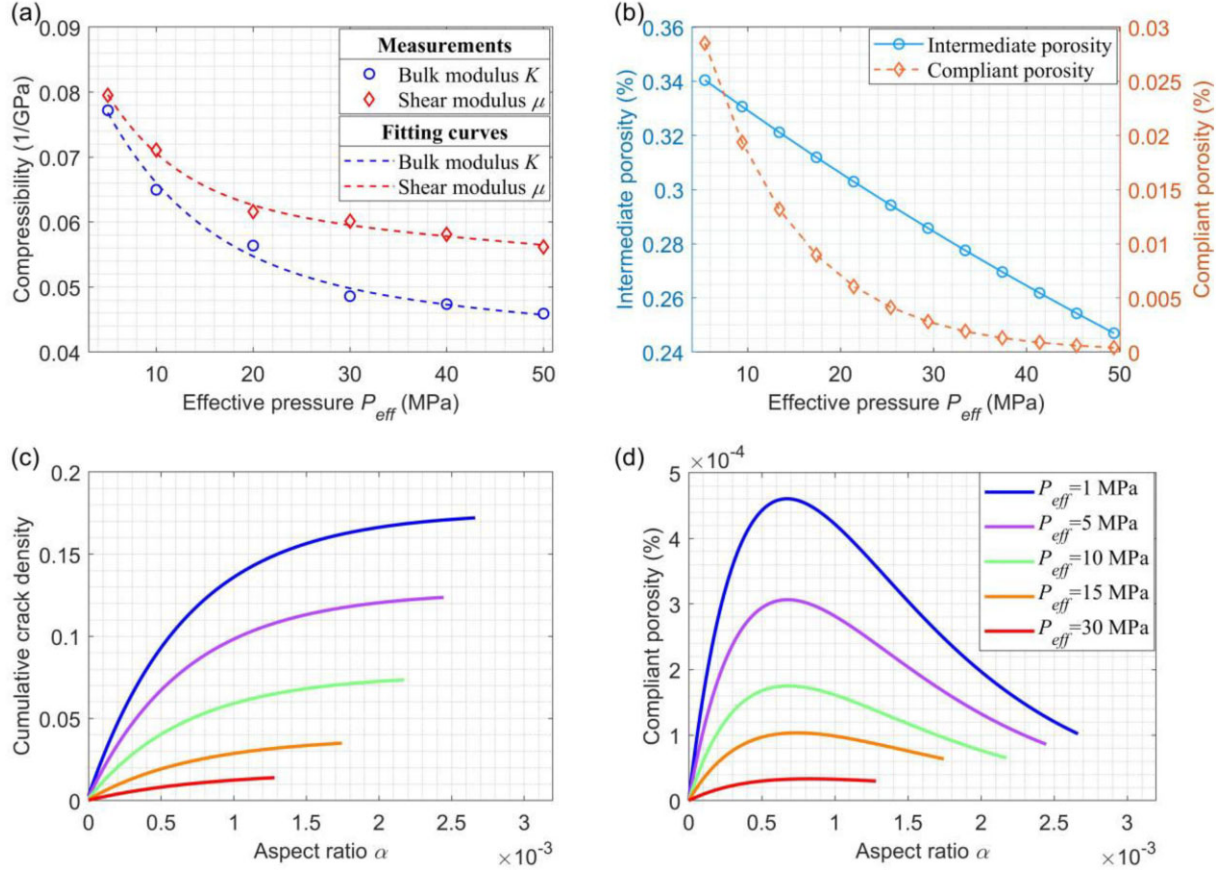 (a)
0.09
0.08
0.07
0.06
0.05
0.04
Compressibility (1/GPa)
Measurements
Bulk modulus K
Shear modulus μ
Fitting curves
Bulk modulus K
Shear modulus μ
10 20 30 40 50
Effective pressure P_eff (MPa)
(b)
0.36
0.34
0.32
0.3
0.28
0.26
0.24
Intermediate porosity (%)
Intermediate porosity
Compliant porosity
0.03
0.025
0.02
0.015
0.01
0.005
0
Compliant porosity (%)
10 20 30 40 50
Effective pressure P_eff (MPa)
(c)
0.2
0.15
0.1
0.05
0
Cumulative crack density
0 0.5 1 1.5 2 2.5 3
Aspect ratio α
×10⁻³
(d)
×10⁻⁴
5
4
3
2
1
0
Compliant porosity (%)
P_eff=1 MPa
P_eff=5 MPa
P_eff=10 MPa
P_eff=15 MPa
P_eff=30 MPa
0 0.5 1 1.5 2 2.5 3
Aspect ratio α
×10⁻³